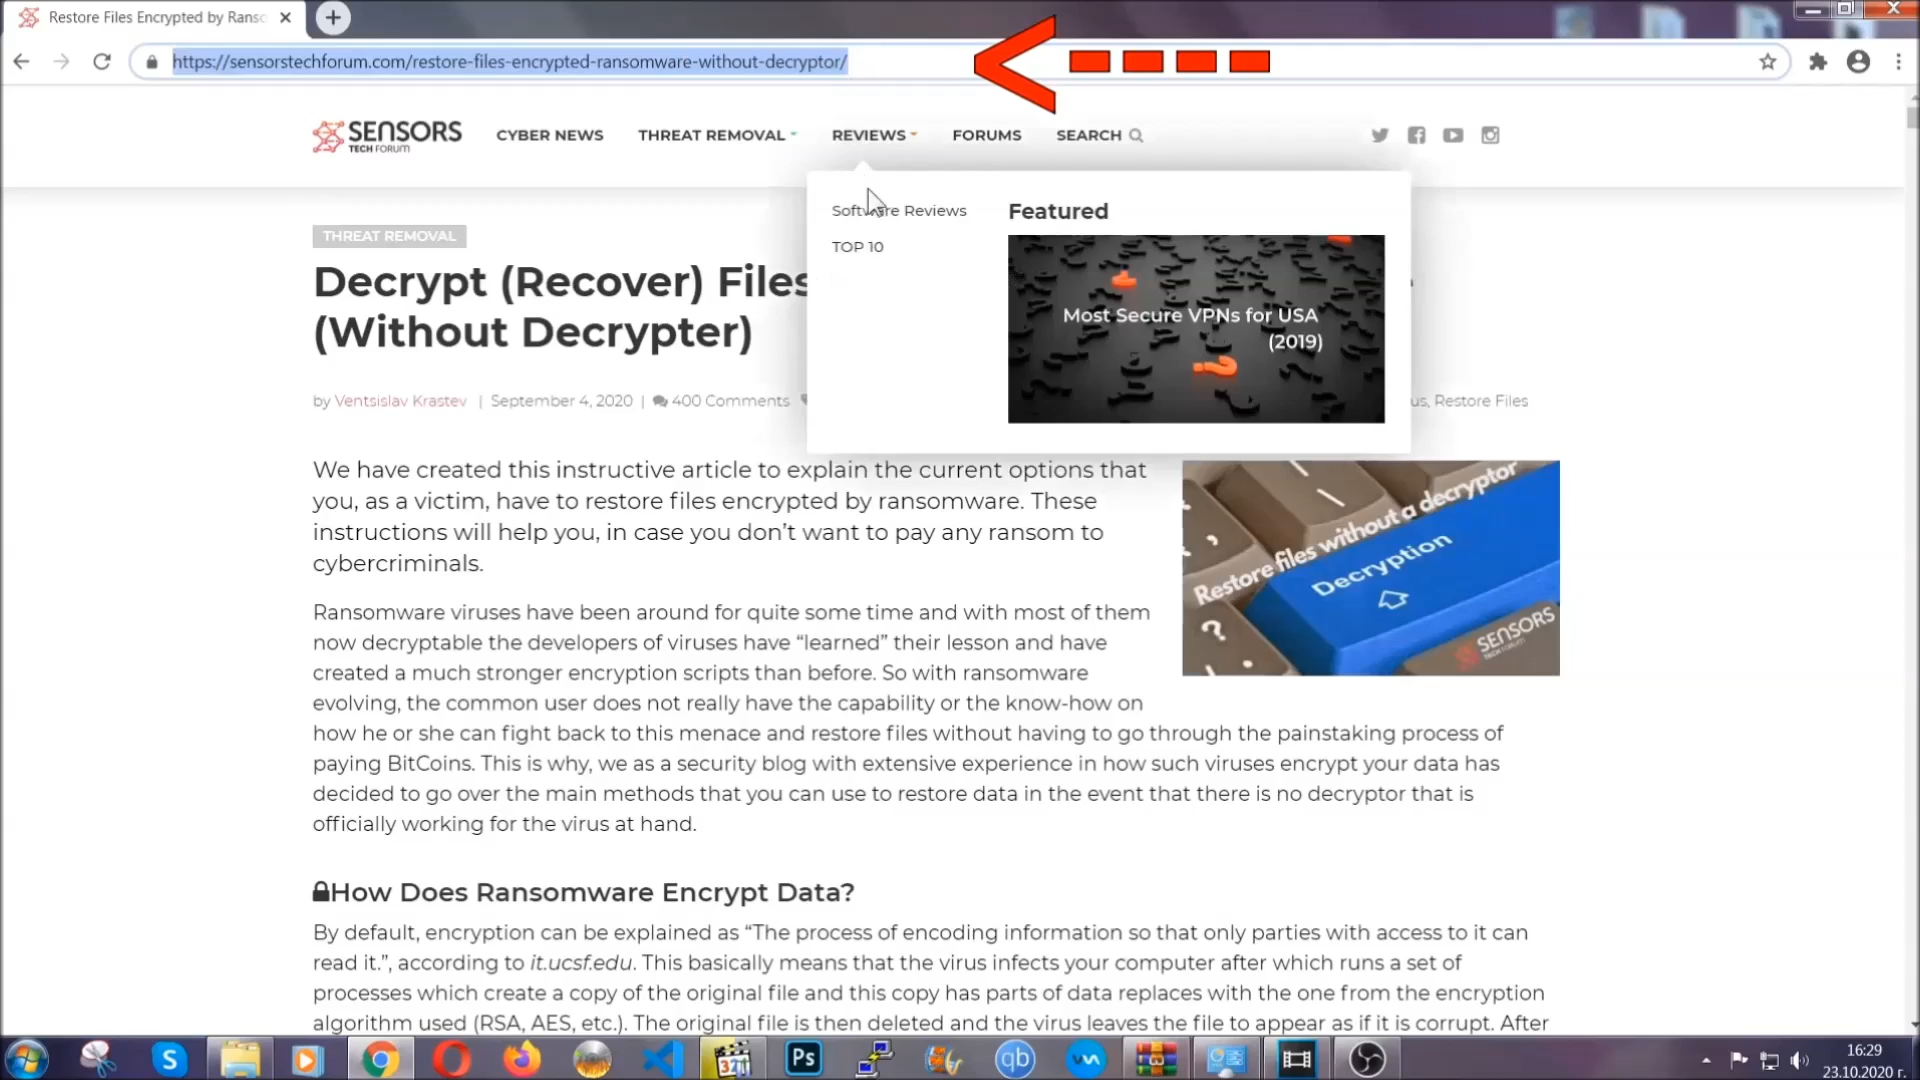 Restore Files Encrypted by Ranso
https://sensorstechforum.com/restore-files-encrypted-ransomware-without-decryptor/
SENSORS
TECH FORUM
CYBER NEWS
THREAT REMOVAL
REVIEWS
FORUMS
SEARCH
Software Reviews
TOP 10
Featured
Most Secure VPNs for USA
(2019)
THREAT REMOVAL
Decrypt (Recover) Files
(Without Decrypter)
by Ventsislav Krastev | September 4, 2020 | 400 Comments
us, Restore Files
We have created this instructive article to explain the current options that
you, as a victim, have to restore files encrypted by ransomware. These
instructions will help you, in case you don’t want to pay any ransom to
cybercriminals.
Restore files without a decryptor
Decryption
SENSORS
TECH FORUM
Ransomware viruses have been around for quite some time and with most of them
now decryptable the developers of viruses have “learned” their lesson and have
created a much stronger encryption scripts than before. So with ransomware
evolving, the common user does not really have the capability or the know-how on
how he or she can fight back to this menace and restore files without having to go through the painstaking process of
paying BitCoins. This is why, we as a security blog with extensive experience in how such viruses encrypt your data has
decided to go over the main methods that you can use to restore data in the event that there is no decryptor that is
officially working for the virus at hand.
How Does Ransomware Encrypt Data?
By default, encryption can be explained as “The process of encoding information so that only parties with access to it can
read it.”, according to it.ucsf.edu. This basically means that the virus infects your computer after which runs a set of
processes which create a copy of the original file and this copy has parts of data replaces with the one from the encryption
algorithm used (RSA, AES, etc.). The original file is then deleted and the virus leaves the file to appear as if it is corrupt. After
S
321
Ps
qb
16:29
23.10.2020 г.